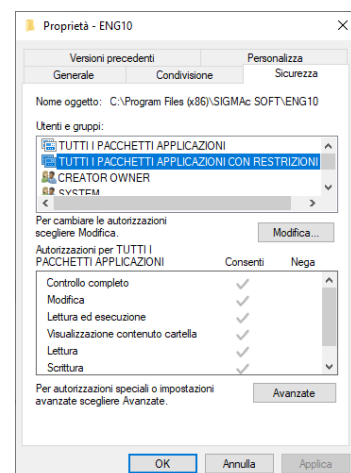 Proprietà - ENG10
Versioni precedenti Personalizza
Generale Condivisione Sicurezza
Nome oggetto: C:\Program Files (x86)\SIGMAc SOFT\ENG10
Utenti e gruppi:
TUTTI I PACCHETTI APPLICAZIONI
TUTTI I PACCHETTI APPLICAZIONI CON RESTRIZIONI
CREATOR OWNER
SYSTEM
Per cambiare le autorizzazioni
scegliere Modifica.
Modifica...
Autorizzazioni per TUTTI I
PACCHETTI APPLICAZIONI Consenti Nega
Controllo completo
Modifica
Lettura ed esecuzione
Visualizzazione contenuto cartella
Lettura
Scrittura
Per autorizzazioni speciali o impostazioni
avanzate scegliere Avanzate.
Avanzate
OK Annulla Applica